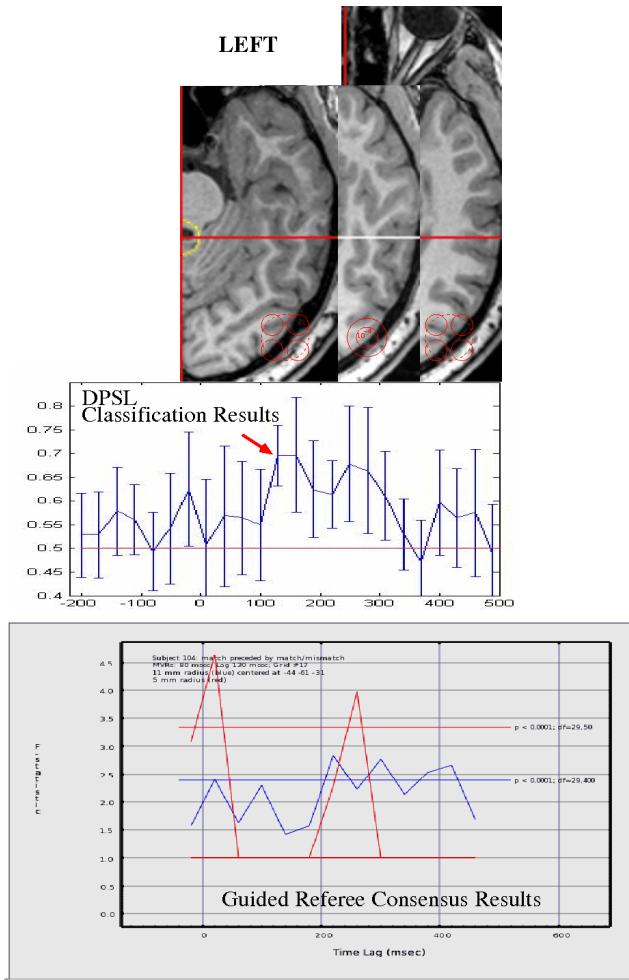 LEFT
10⁻⁴
DPSL
Classification Results
0.8
0.75
0.7
0.65
0.6
0.55
0.5
0.45
0.4
-200 -100 0 100 200 300 400 500
Subject 104: match preceded by match/mismatch
MVRs: 80 msec; Lag 120 msec; Grid #17
11 mm radius (blue) centered at -44 -61 -31
5 mm radius (red)
4.5
4.0
3.5
3.0
2.5
2.0
1.5
1.0
0.5
0.0
F-statistic
p < 0.0001; df=29,50
p < 0.0001; df=29,400
Guided Referee Consensus Results
0 200 400 600
Time Lag (msec)